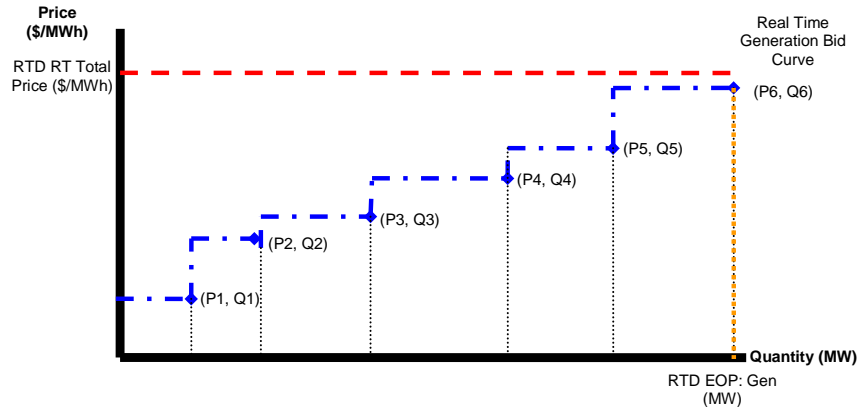 Price
($/MWh)
Real Time
Generation Bid
Curve
RTD RT Total
Price ($/MWh)
(P6, Q6)
(P5, Q5)
(P4, Q4)
(P3, Q3)
(P2, Q2)
(P1, Q1)
Quantity (MW)
RTD EOP: Gen
(MW)